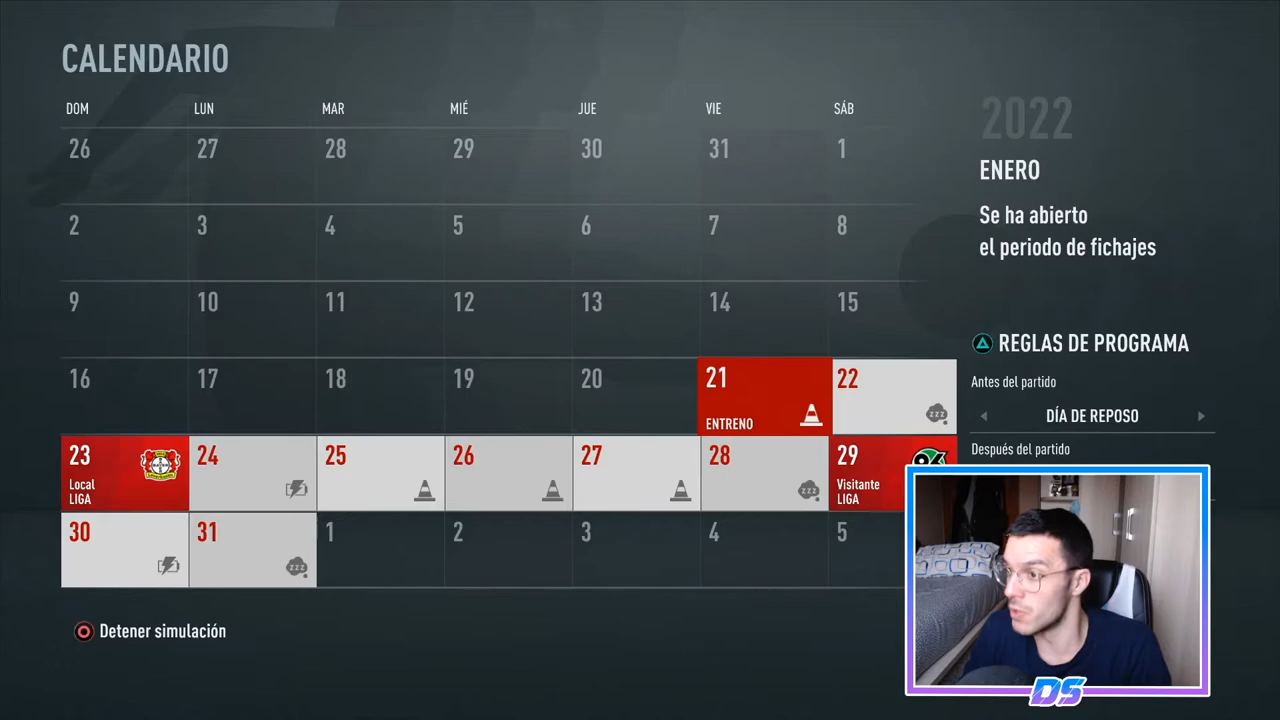 CALENDARIO
DOM LUN MAR MIÉ JUE VIE SÁB
26 27 28 29 30 31 1
2 3 4 5 6 7 8
9 10 11 12 13 14 15
16 17 18 19 20 21 22
ENTRENO
zzz
23 24 25 26 27 28 29
Local
LIGA
zzz
Visitante
LIGA
30 31 1 2 3 4 5
zzz
Detener simulación
2022
ENERO
Se ha abierto
el periodo de fichajes
REGLAS DE PROGRAMA
Antes del partido
DÍA DE REPOSO
Después del partido
DS